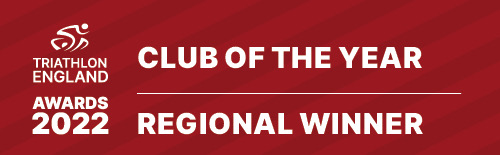 TRIATHLON
ENGLAND
AWARDS
2022
CLUB OF THE YEAR
REGIONAL WINNER